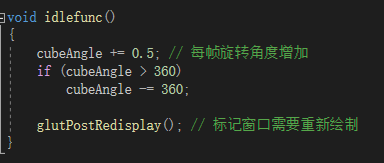 void idlefunc()
{
cubeAngle += 0.5; // 每帧旋转角度增加
if (cubeAngle > 360)
cubeAngle -= 360;
glutPostRedisplay(); // 标记窗口需要重新绘制
}